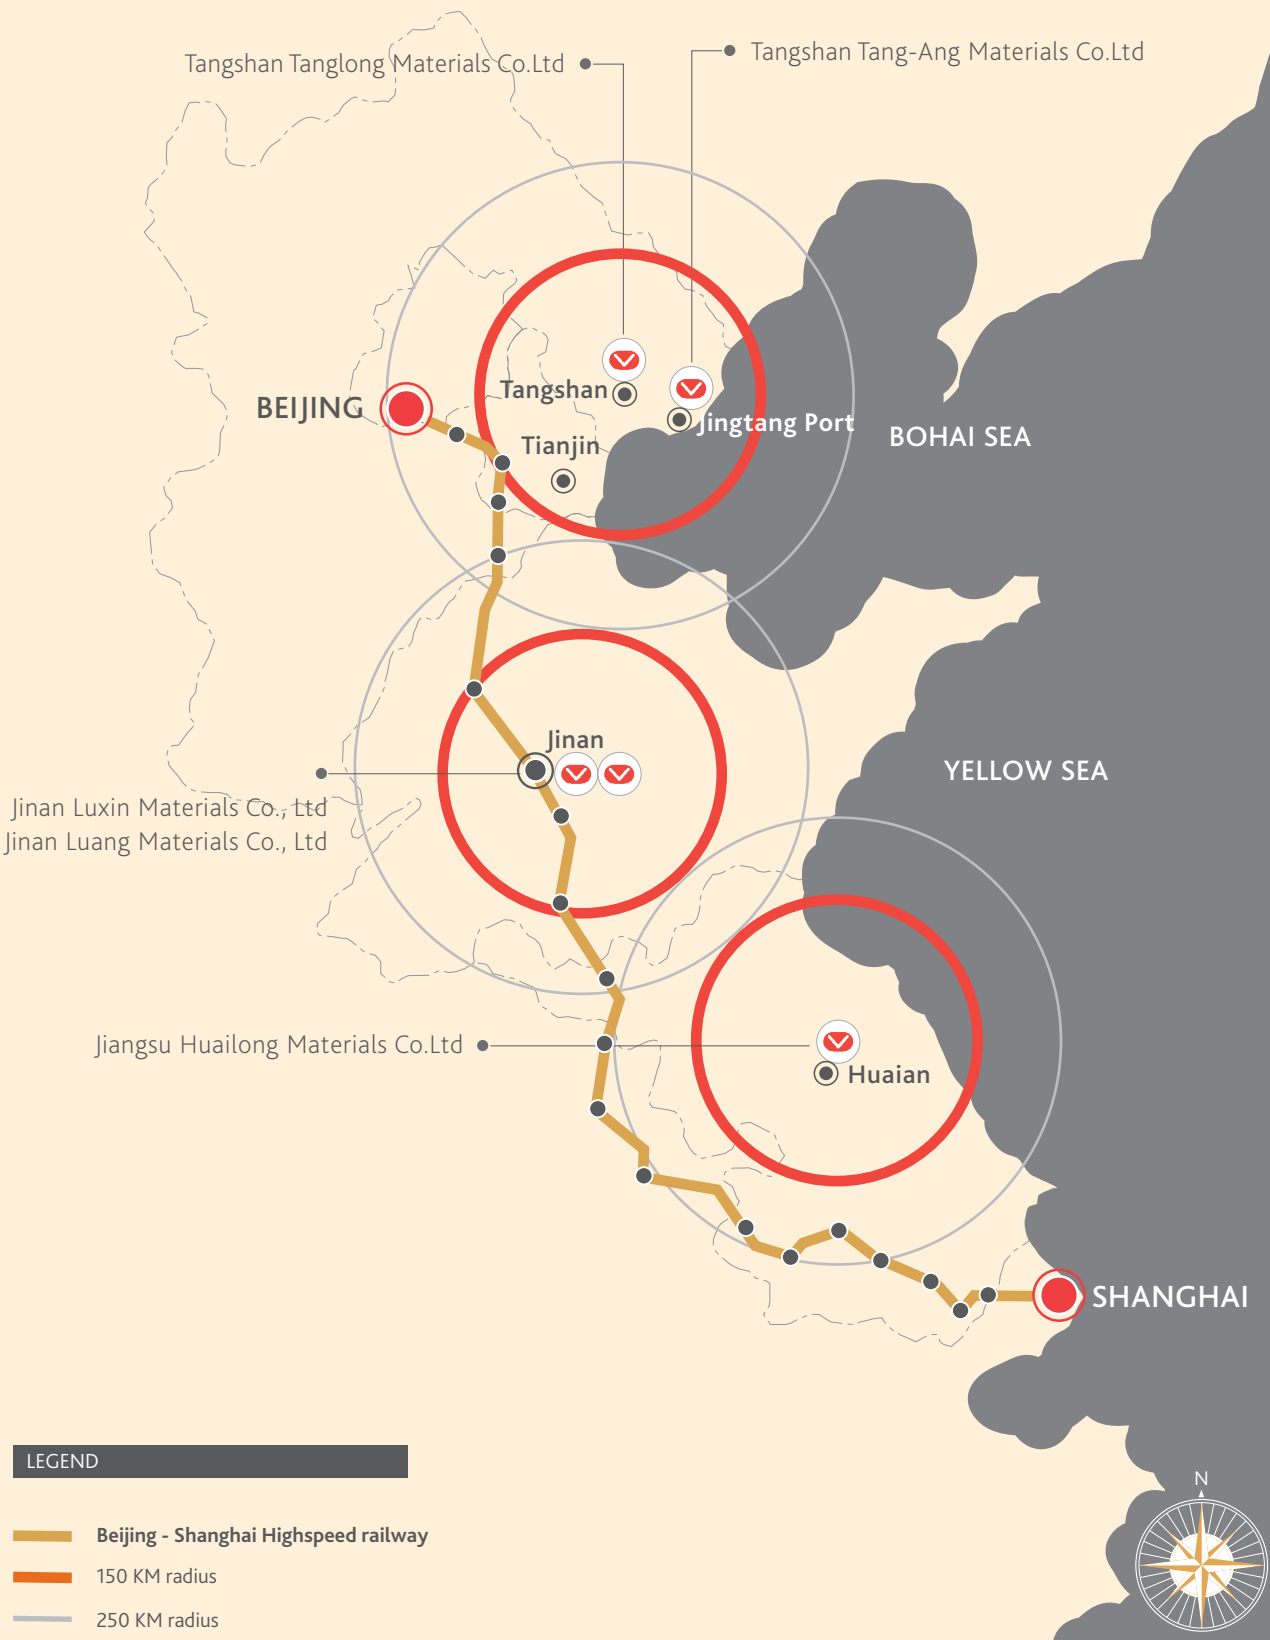 Tangshan Tang-Ang Materials Co.Ltd
Tangshan Tanglong Materials Co.Ltd
Tangshan
BEIJING
Jingtang Port
BOHAI SEA
Tianjin
Jinan
YELLOW SEA
Jinan Luxin Materials Co., Ltd
Jinan Luang Materials Co., Ltd
Jiangsu Huailong Materials Co.Ltd
Huaian
SHANGHAI
LEGEND
N
Beijing - Shanghai Highspeed railway
150 KM radius
250 KM radius